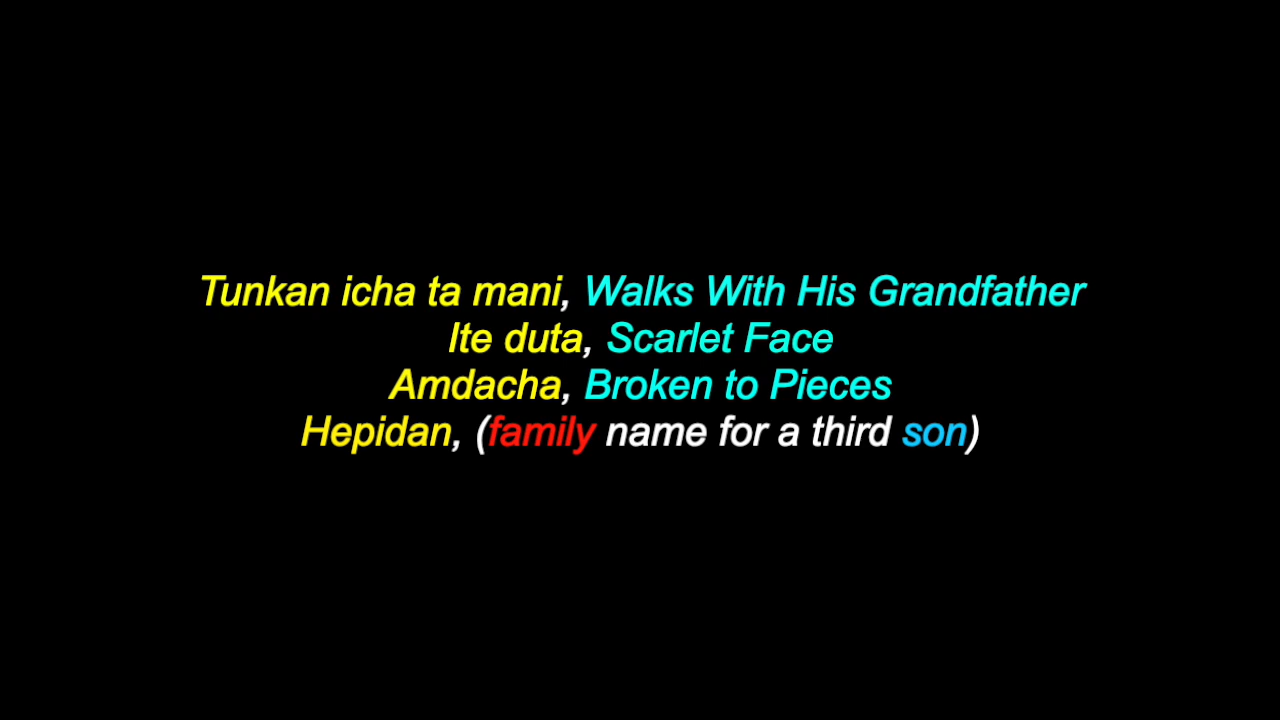 Tunkan icha ta mani, Walks With His Grandfather
Ite duta, Scarlet Face
Amdacha, Broken to Pieces
Hepidan, (family name for a third son)